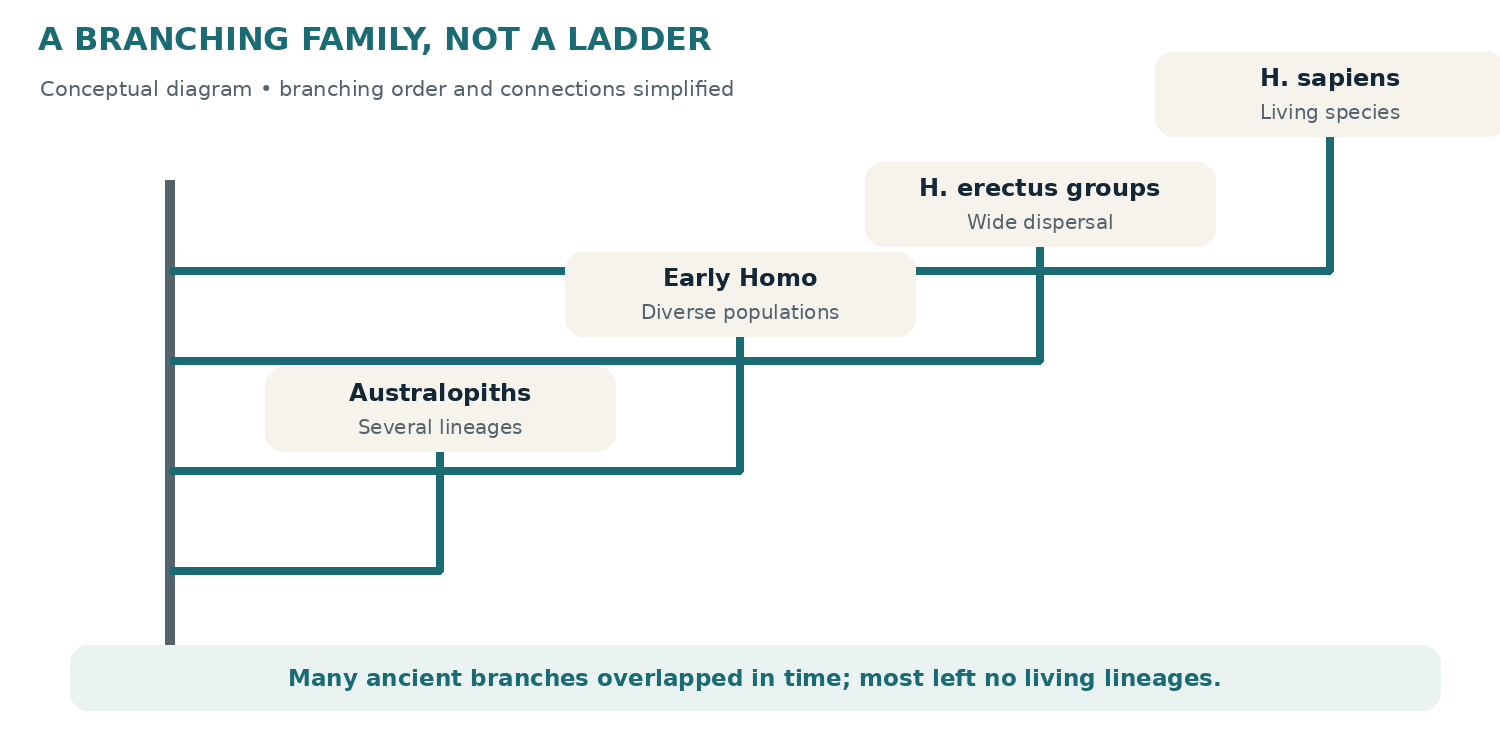 A BRANCHING FAMILY, NOT A LADDER
Conceptual diagram • branching order and connections simplified
H. sapiens
Living species
H. erectus groups
Wide dispersal
Early Homo
Diverse populations
Australopiths
Several lineages
Many ancient branches overlapped in time; most left no living lineages.